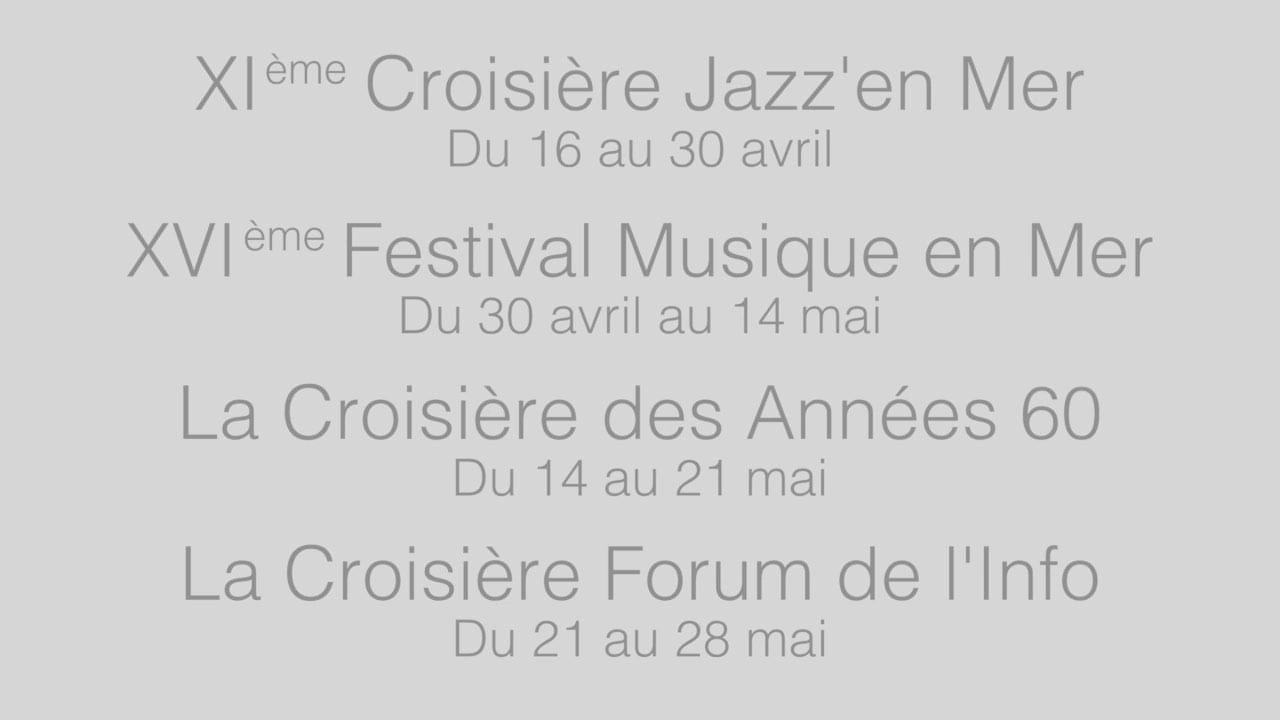 XIème Croisière Jazz'en Mer
Du 16 au 30 avril
XVIème Festival Musique en Mer
Du 30 avril au 14 mai
La Croisière des Années 60
Du 14 au 21 mai
La Croisière Forum de l'Info
Du 21 au 28 mai